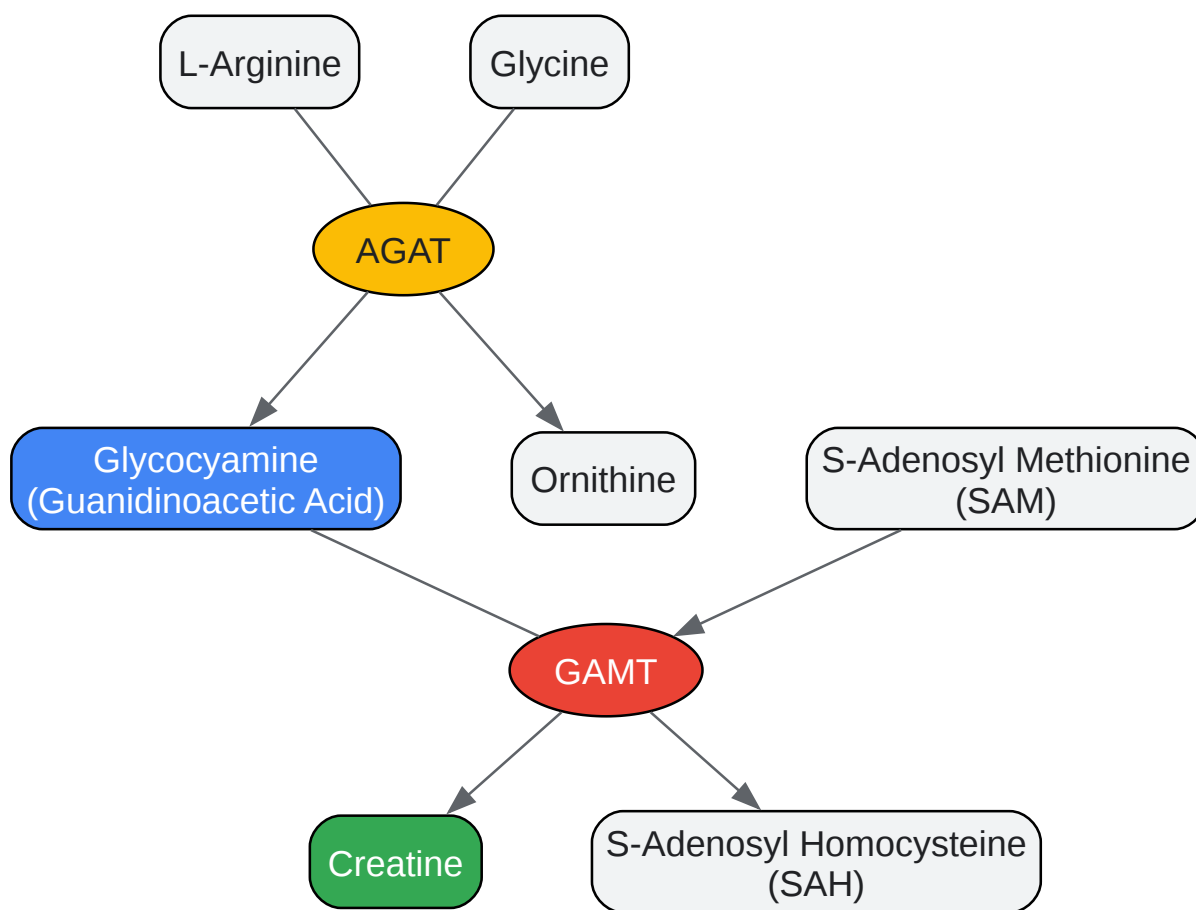 L-Arginine
Glycine
AGAT
Glycocyamine
(Guanidinoacetic Acid)
Ornithine
S-Adenosyl Methionine
(SAM)
GAMT
Creatine
S-Adenosyl Homocysteine
(SAH)